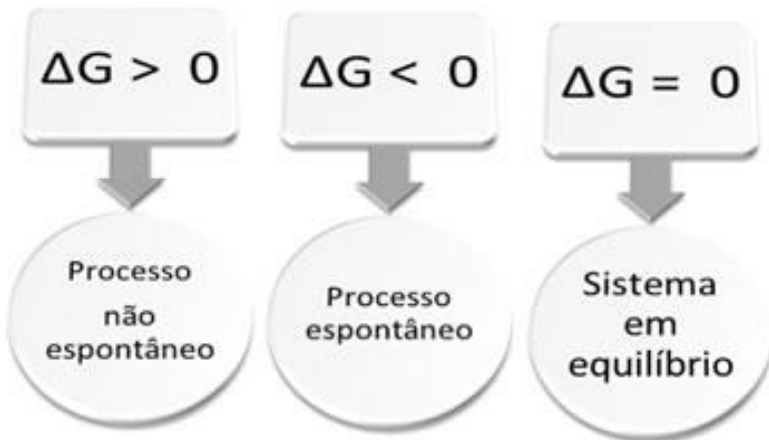 ΔG > 0
ΔG < 0
ΔG = 0
Processo
não
espontâneo
Processo
espontâneo
Sistema
em
equilíbrio